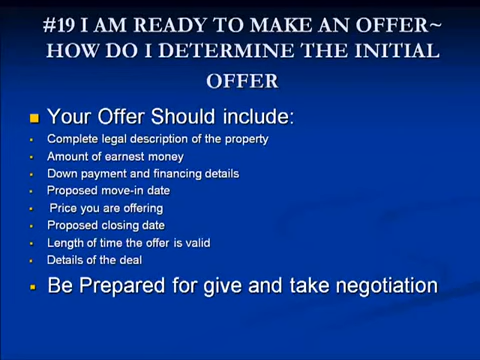 #19 I AM READY TO MAKE AN OFFER~
HOW DO I DETERMINE THE INITIAL
OFFER
Your Offer Should include:
Complete legal description of the property
Amount of earnest money
Down payment and financing details
Proposed move-in date
Price you are offering
Proposed closing date
Length of time the offer is valid
Details of the deal
Be Prepared for give and take negotiation